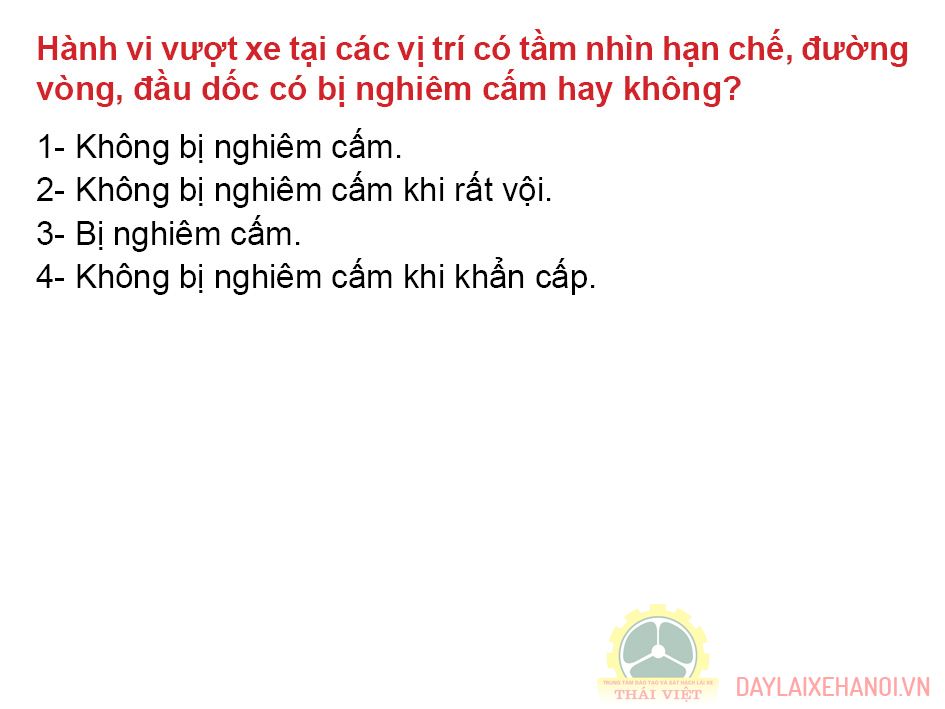 Hành vi vượt xe tại các vị trí có tầm nhìn hạn chế, đường
vòng, đầu dốc có bị nghiêm cấm hay không?
1- Không bị nghiêm cấm.
2- Không bị nghiêm cấm khi rất vội.
3- Bị nghiêm cấm.
4- Không bị nghiêm cấm khi khẩn cấp.
TRUNG TÂM ĐÀO TẠO VÀ SÁT HẠCH LÁI XE
THÁI VIỆT
DAYLAIXEHANOI.VN